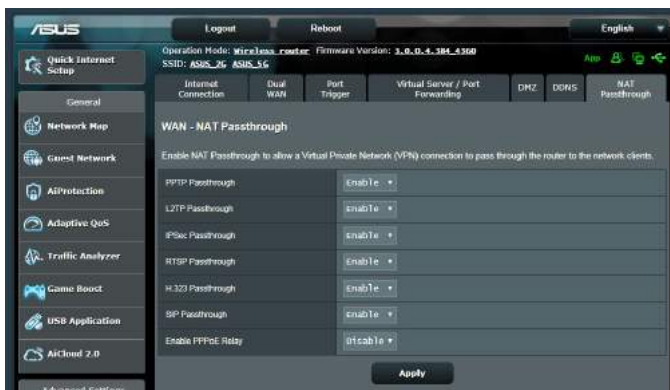 ASUS
Logout
Reboot
English
Quick Internet
Setup
Operation Mode: Wireless router Firmware Version: 3.0.0.4.384_4360
SSID: ASUS_2G ASUS_5G
App
General
Internet
Connection
Dual
WAN
Port
Trigger
Virtual Server / Port
Forwarding
DMZ
DDNS
NAT
Passthrough
Network Map
Guest Network
AiProtection
Adaptive QoS
Traffic Analyzer
Game Boost
USB Application
AiCloud 2.0
Advanced Settings
WAN - NAT Passthrough
Enable NAT Passthrough to allow a Virtual Private Network (VPN) connection to pass through the router to the network clients.
PPTP Passthrough Enable
L2TP Passthrough Enable
IPSec Passthrough Enable
RTSP Passthrough Enable
H.323 Passthrough Enable
SIP Passthrough Enable
Enable PPPoE Relay Disable
Apply